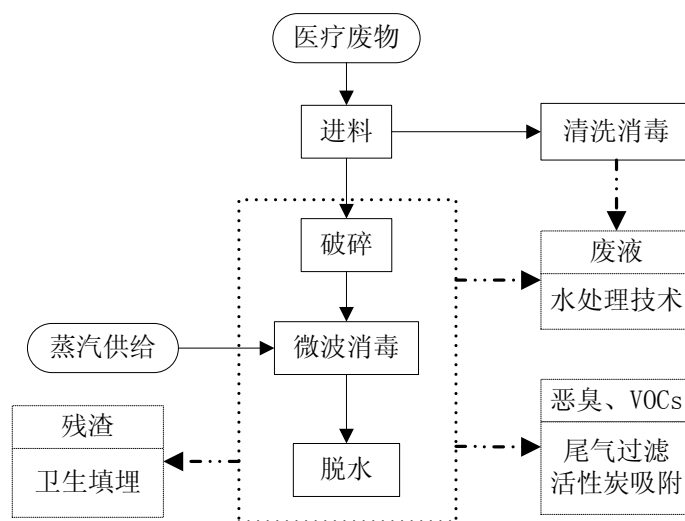 医疗废物
进料
清洗消毒
破碎
废液
水处理技术
蒸汽供给
微波消毒
恶臭、VOCs
残渣
尾气过滤
活性炭吸附
卫生填埋
脱水